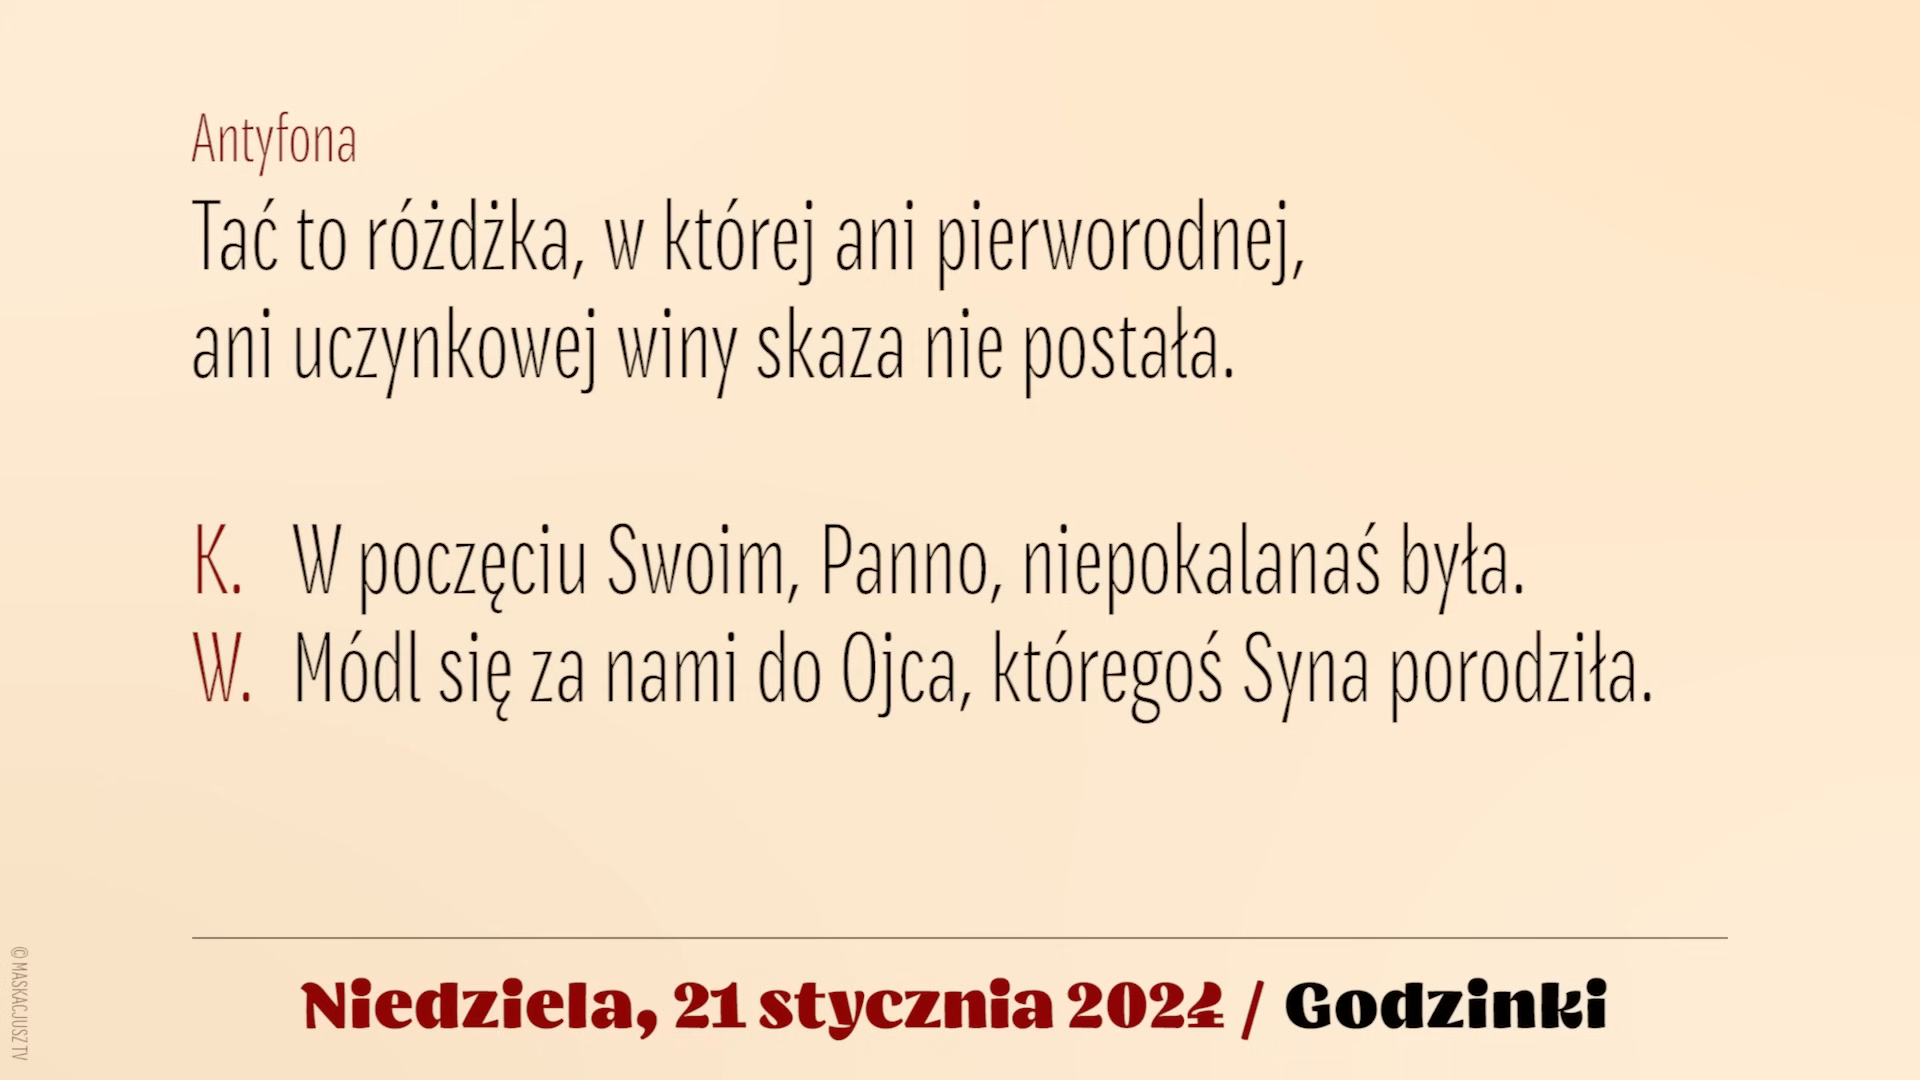 Antyfona
Tać to różdżka, w której ani pierworodnej,
ani uczynkowej winy skaza nie postała.
K. W poczęciu Swoim, Panno, niepokalanaś była.
W. Módl się za nami do Ojca, któregoś Syna porodziła.
Niedziela, 21 stycznia 2024 / Godzinki
© MASKACJUSZ TV